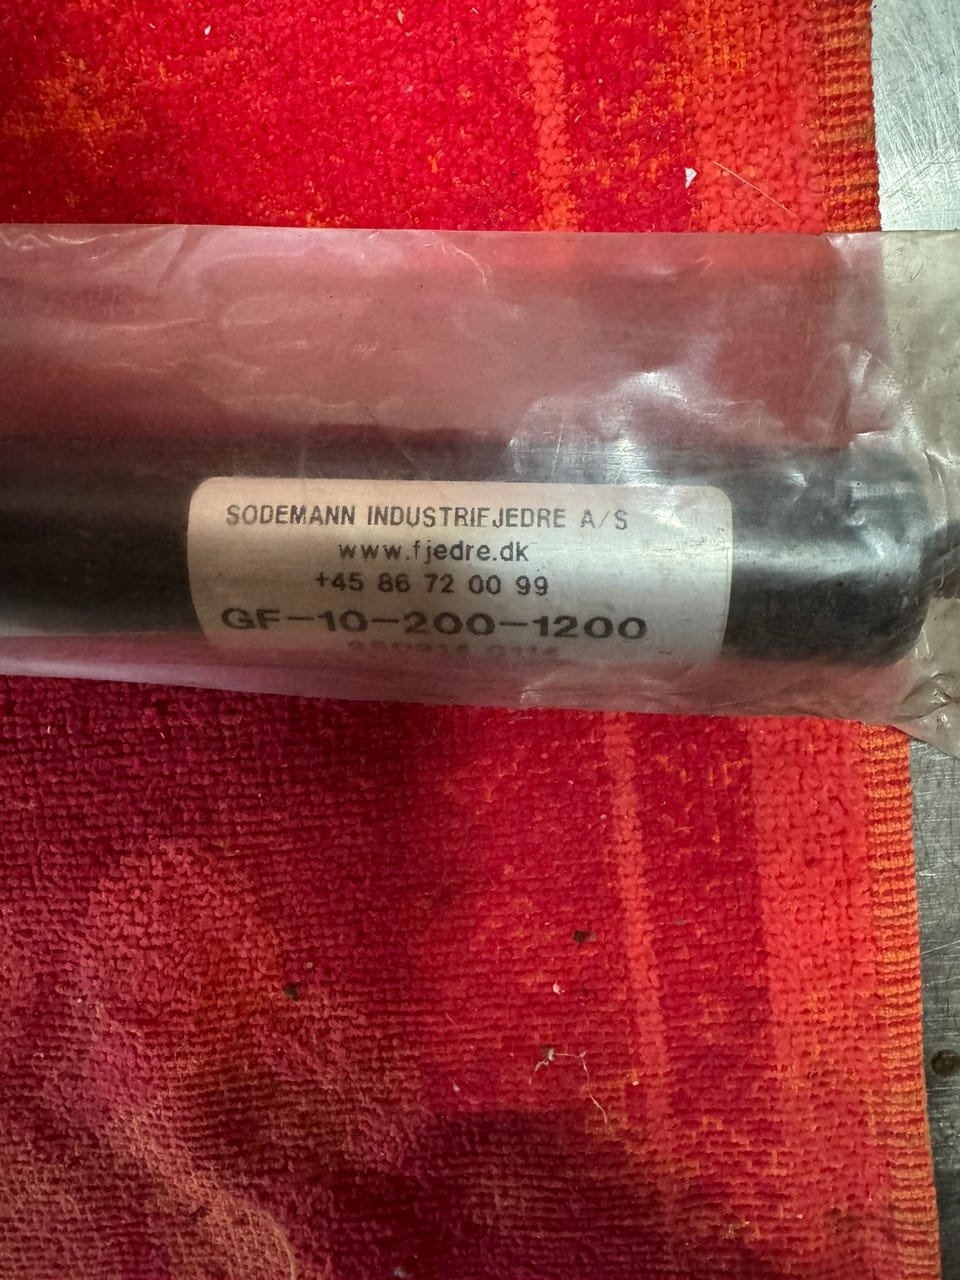 SODEMANN INDUSTRIFJEDRE A/S
www.fjedre.dk
+45 86 72 00 99
GF-10-200-1200